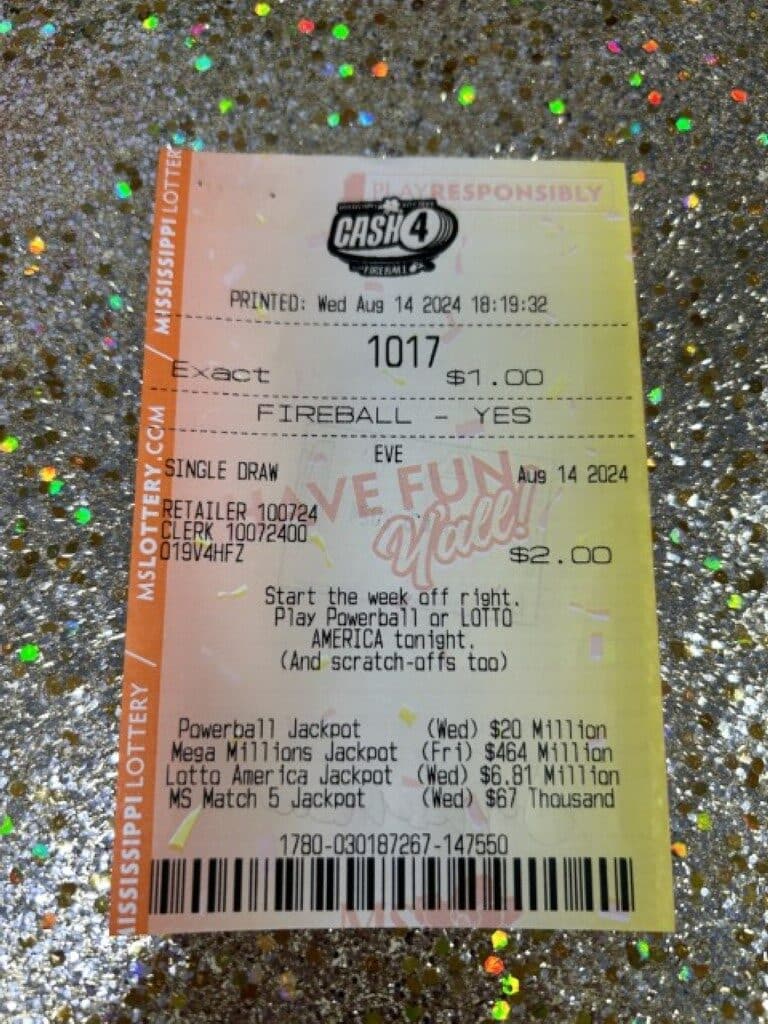 PLAY RESPONSIBLY
CASH 4
FIREBALL
PRINTED: Wed Aug 14 2024 18:19:32
1017
Exact $1.00
FIREBALL - YES
EVE
SINGLE DRAW Aug 14 2024
HAVE FUN
Y'all!
RETAILER 100724
CLERK 10072400
019V4HFZ
$2.00
Start the week off right.
Play Powerball or LOTTO
AMERICA tonight.
(And scratch-offs too)
Powerball Jackpot (Wed) $20 Million
Mega Millions Jackpot (Fri) $464 Million
Lotto America Jackpot (Wed) $6.81 Million
MS Match 5 Jackpot (Wed) $67 Thousand
1780-030187267-147550
MISSISSIPPI LOTTERY / MSLOTTERY.COM / MISSISSIPPI LOTTERY